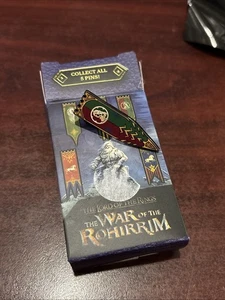 COLLECT ALL
5 PINS!
THE LORD OF THE RINGS
THE WAR OF THE
ROHIRRIM